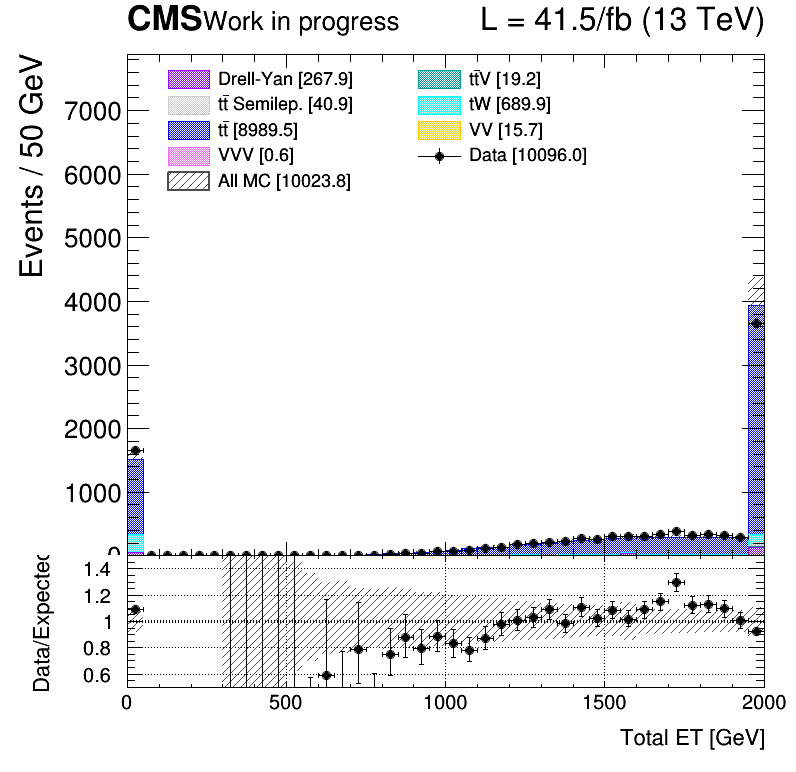 CMS Work in progress L = 41.5/fb (13 TeV)
Events / 50 GeV
Drell-Yan [267.9]
tt̄ Semilep. [40.9]
tt̄ [8989.5]
VVV [0.6]
All MC [10023.8]
tt̄V [19.2]
tW [689.9]
VV [15.7]
Data [10096.0]
7000
6000
5000
4000
3000
2000
1000
0
Data/Expected
1.4
1.2
1
0.8
0.6
0 500 1000 1500 2000
Total ET [GeV]